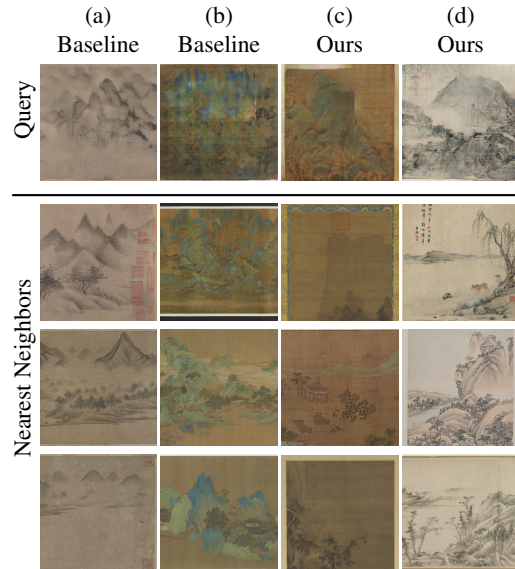 (a) (b) (c) (d)
Baseline Baseline Ours Ours
Query
Nearest Neighbors